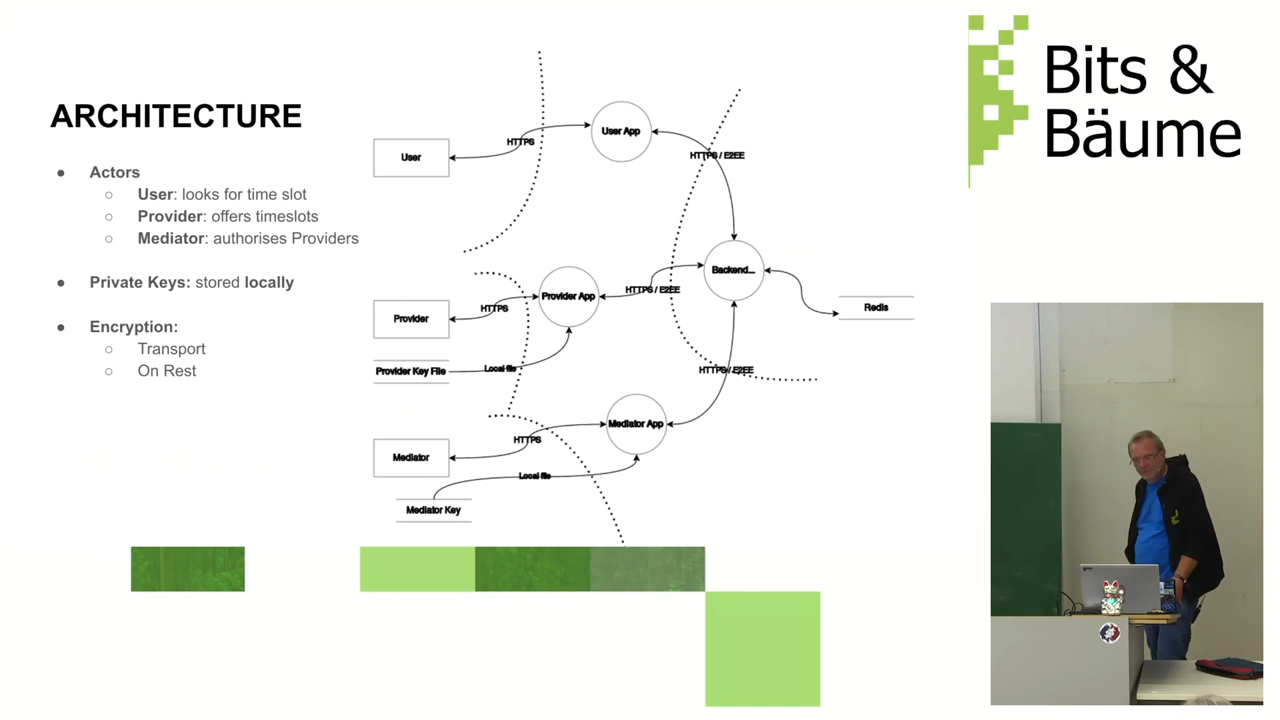 ARCHITECTURE
● Actors
○ User: looks for time slot
○ Provider: offers timeslots
○ Mediator: authorises Providers
● Private Keys: stored locally
● Encryption:
○ Transport
○ On Rest
User
HTTPS
User App
HTTPS / E2EE
Provider
HTTPS
Provider App
HTTPS / E2EE
Backend...
Redis
Provider Key File
Local file
HTTPS / E2EE
Mediator
HTTPS
Mediator App
Local file
Mediator Key
Bits &
Bäume